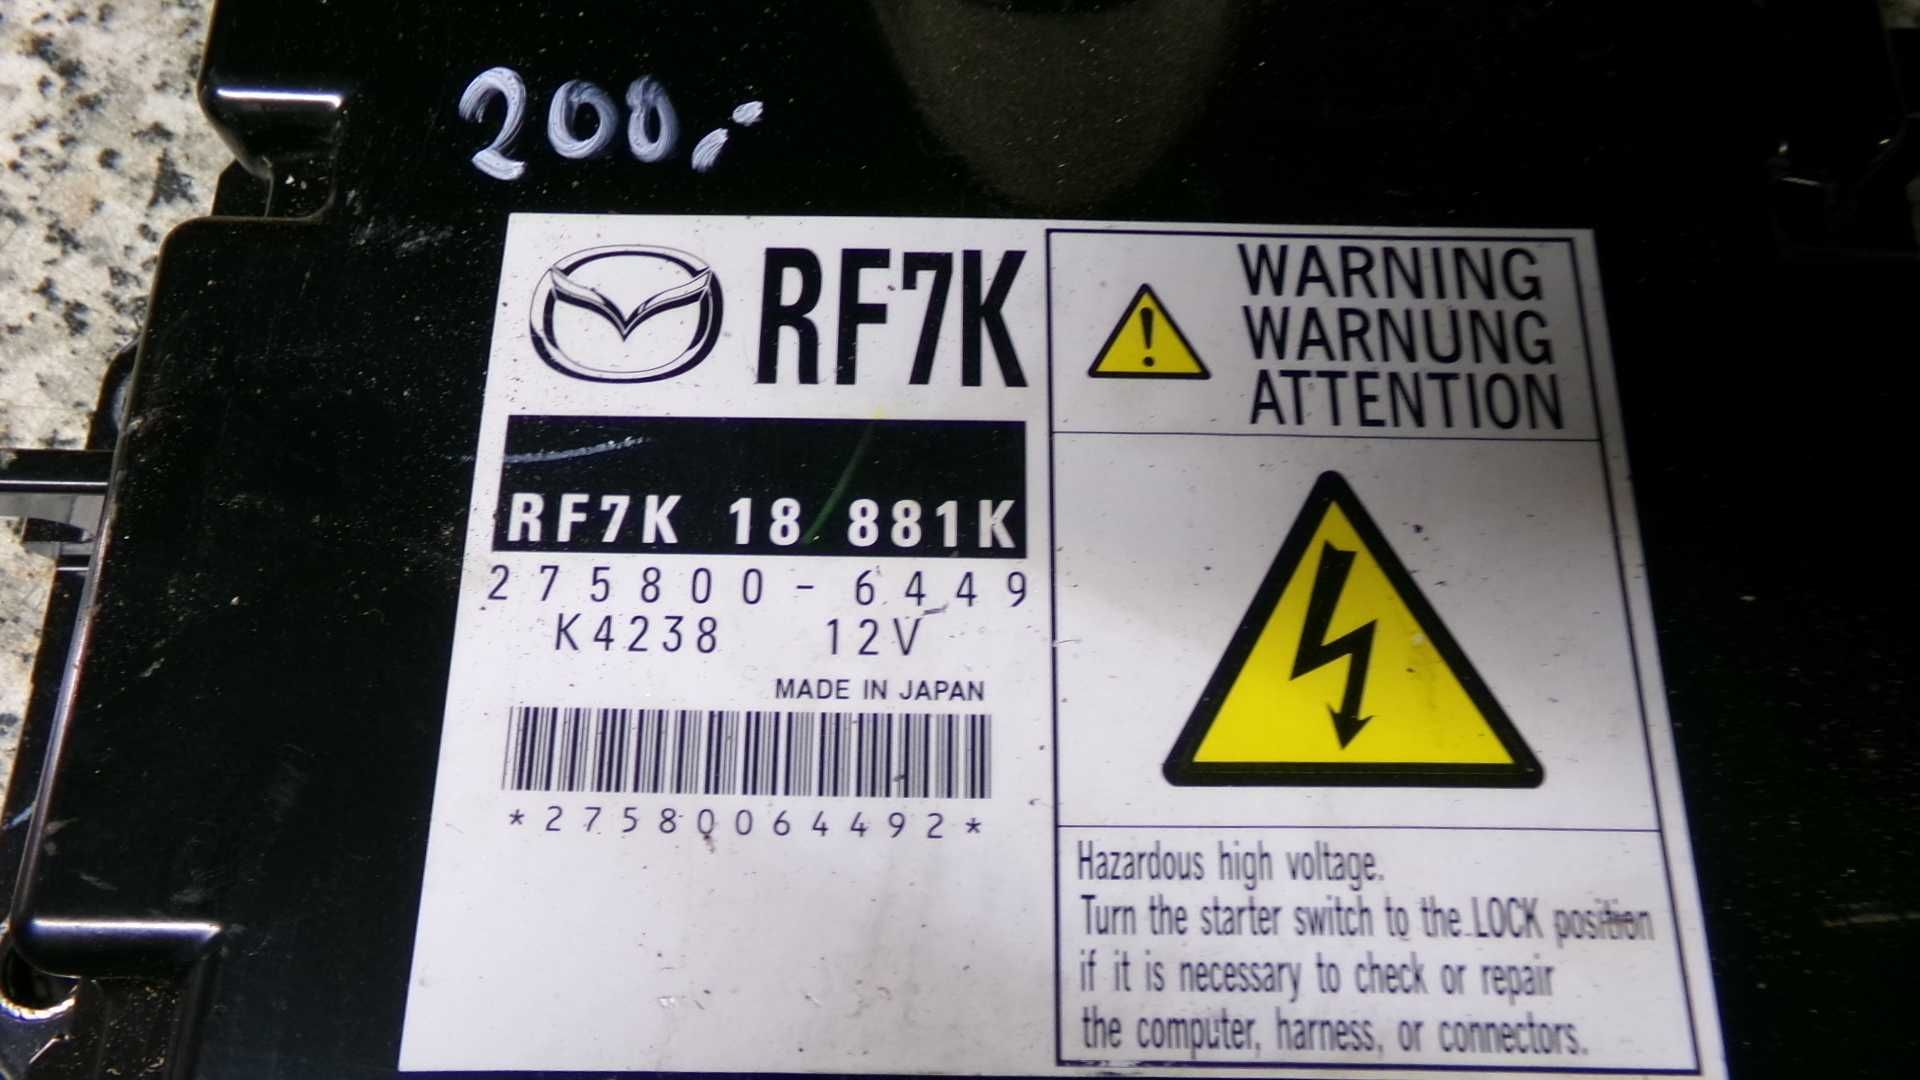 200,-
RF7K
RF7K 18 881K
275800-6449
K4238 12V
MADE IN JAPAN
*27580064492*
WARNING
WARNUNG
ATTENTION
Hazardous high voltage.
Turn the starter switch to the LOCK position
if it is necessary to check or repair
the computer, harness, or connectors.